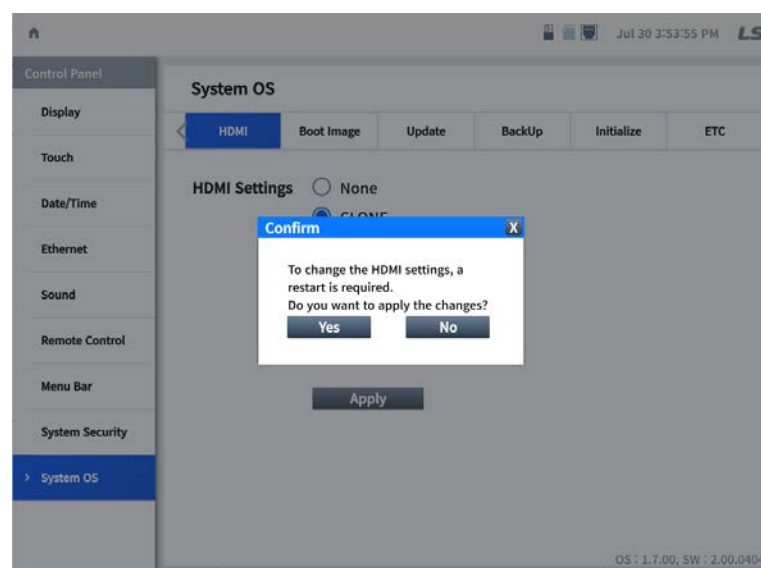 Jul 30 3:53:55 PM LS
Control Panel
System OS
Display
HDMI Boot Image Update BackUp Initialize ETC
Touch
HDMI Settings None
Date/Time
CLONE
Confirm X
Ethernet
To change the HDMI settings, a
restart is required.
Sound
Do you want to apply the changes?
Yes No
Remote Control
Menu Bar
Apply
System Security
> System OS
OS : 1.7.00, SW : 2.00.040